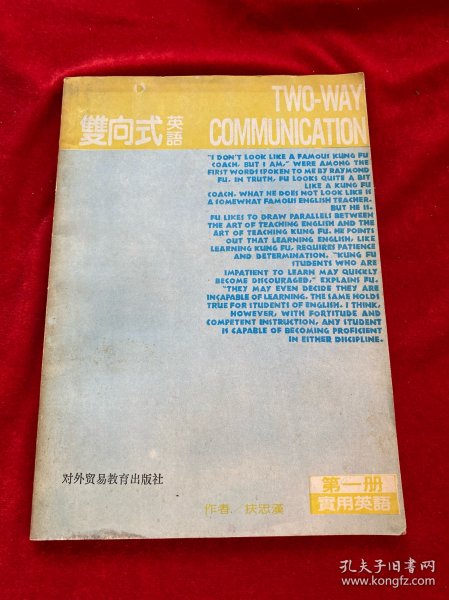 TWO-WAY
COMMUNICATION
雙向式英語
"I DON'T LOOK LIKE A FAMOUS KUNG FU
COACH, BUT I AM," WERE AMONG THE
FIRST WORDS SPOKEN TO ME BY RAYMOND
FU. IN TRUTH, FU LOOKS QUITE A BIT
LIKE A KUNG FU
COACH. WHAT HE DOES NOT LOOK LIKE IS
A SOMEWHAT FAMOUS ENGLISH TEACHER.
BUT HE IS.
FU LIKES TO DRAW PARALLELS BETWEEN
THE ART OF TEACHING ENGLISH AND THE
ART OF TEACHING KUNG FU. HE POINTS
OUT THAT LEARNING ENGLISH, LIKE
LEARNING KUNG FU, REQUIRES PATIENCE
AND DETERMINATION. "KUNG FU
STUDENTS WHO ARE
IMPATIENT TO LEARN MAY QUICKLY
BECOME DISCOURAGED," EXPLAINS FU.
"THEY MAY EVEN DECIDE THEY ARE
INCAPABLE OF LEARNING. THE SAME HOLDS
TRUE FOR STUDENTS OF ENGLISH. I THINK,
HOWEVER, WITH FORTITUDE AND
COMPETENT INSTRUCTION, ANY STUDENT
IS CAPABLE OF BECOMING PROFICIENT
IN EITHER DISCIPLINE.
对外贸易教育出版社
第一册
實用英語
作者 扶忠漢
孔夫子旧书网
www.kongfz.com